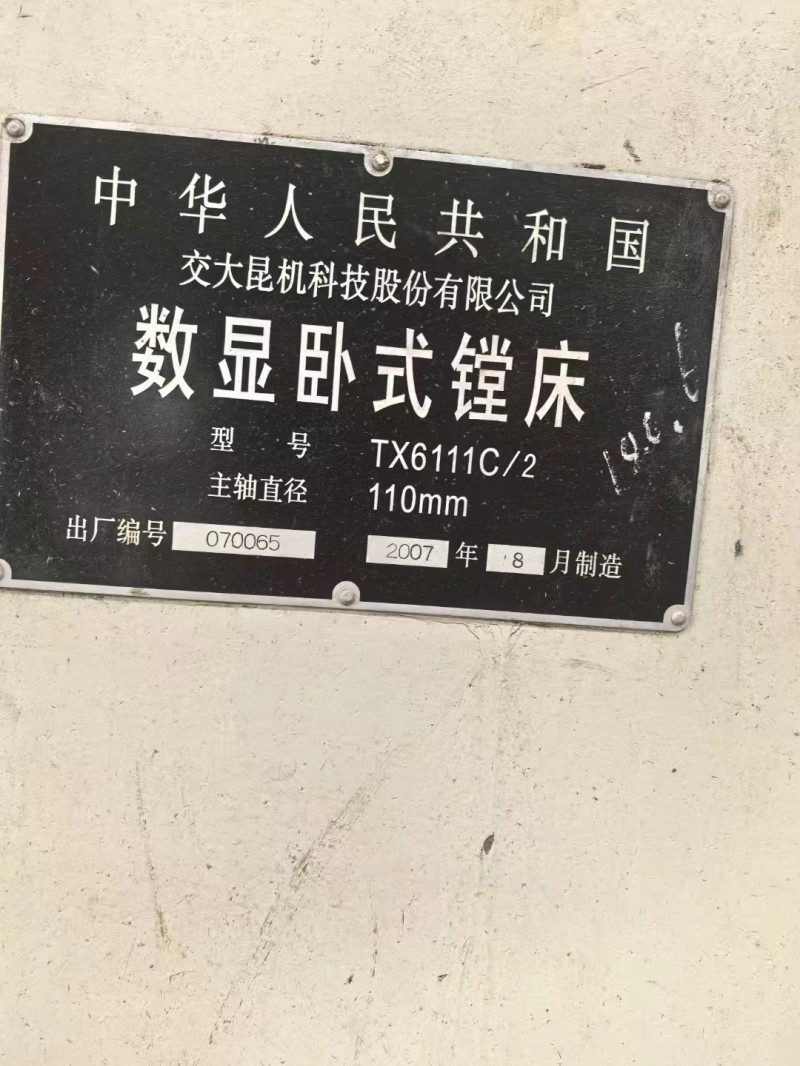 中华人民共和国
交大昆机科技股份有限公司
数显卧式镗床
型 号 TX6111C/2
主轴直径 110mm
出厂编号 070065 2007 年 8 月制造